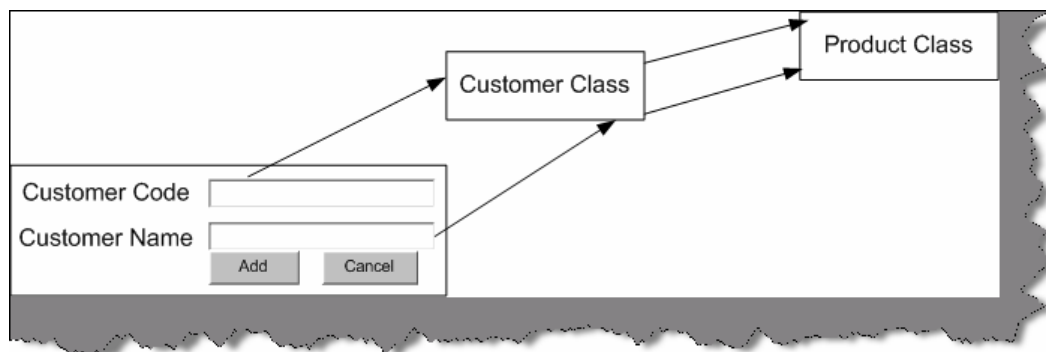 Product Class
Customer Class
Customer Code
Customer Name
Add
Cancel